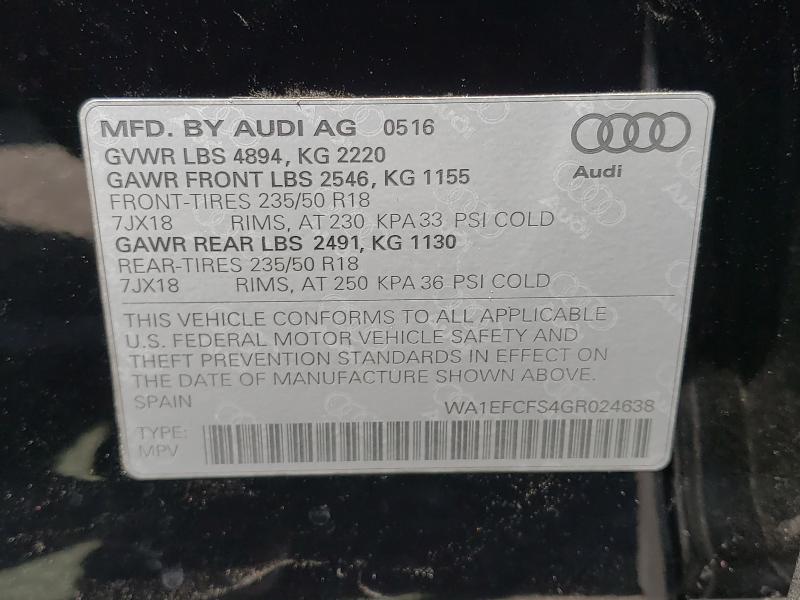 MFD. BY AUDI AG 0516
GVWR LBS 4894, KG 2220
GAWR FRONT LBS 2546, KG 1155
FRONT-TIRES 235/50 R18
7JX18 RIMS, AT 230 KPA 33 PSI COLD
GAWR REAR LBS 2491, KG 1130
REAR-TIRES 235/50 R18
7JX18 RIMS, AT 250 KPA 36 PSI COLD
Audi
THIS VEHICLE CONFORMS TO ALL APPLICABLE
U.S. FEDERAL MOTOR VEHICLE SAFETY AND
THEFT PREVENTION STANDARDS IN EFFECT ON
THE DATE OF MANUFACTURE SHOWN ABOVE.
SPAIN WA1EFCFS4GR024638
TYPE:
MPV